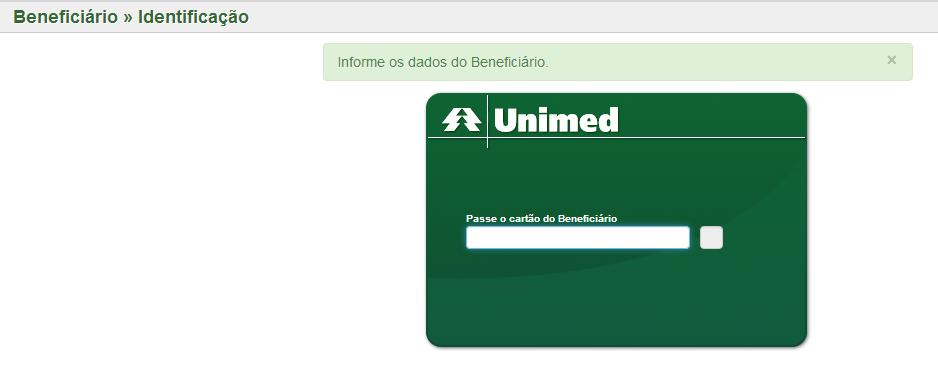 Beneficiário » Identificação
Informe os dados do Beneficiário.
×
Unimed
Passe o cartão do Beneficiário